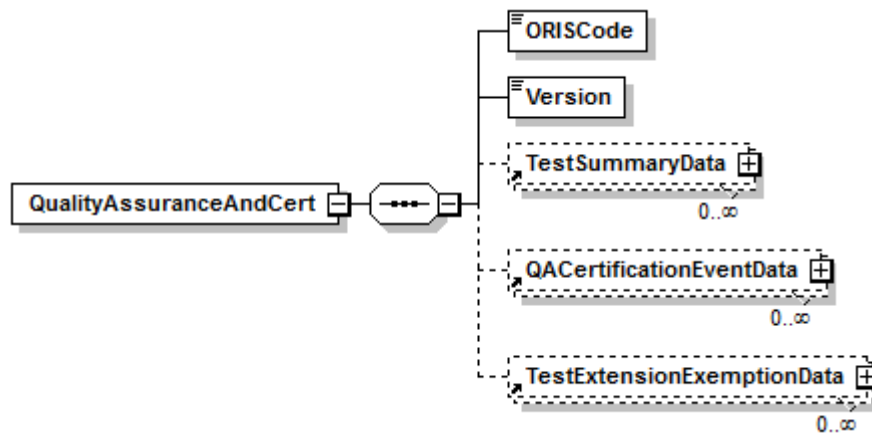 ORISCode
Version
TestSummaryData
0..∞
QualityAssuranceAndCert
QACertificationEventData
0..∞
TestExtensionExemptionData
0..∞